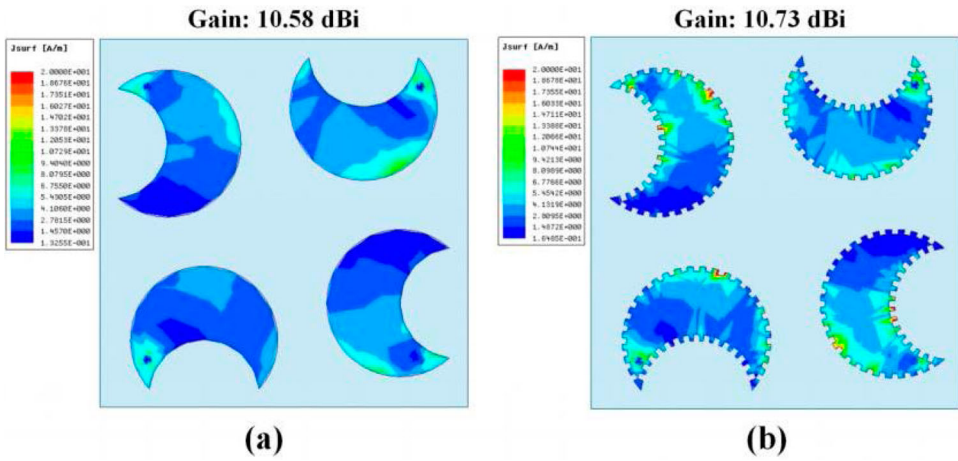 Gain: 10.58 dBi
Jsurf [A/m]
2.0000E+001
1.8676E+001
1.7351E+001
1.6027E+001
1.4702E+001
1.3378E+001
1.2053E+001
1.0729E+001
9.4040E+000
8.0795E+000
6.7550E+000
5.4305E+000
4.1060E+000
2.7815E+000
1.4570E+000
1.3255E-001
(a)
Gain: 10.73 dBi
Jsurf [A/m]
2.0000E+001
1.8678E+001
1.7355E+001
1.6033E+001
1.4711E+001
1.3388E+001
1.2066E+001
1.0744E+001
9.4213E+000
8.0989E+000
6.7766E+000
5.4542E+000
4.1319E+000
2.8095E+000
1.4872E+000
1.6485E-001
(b)